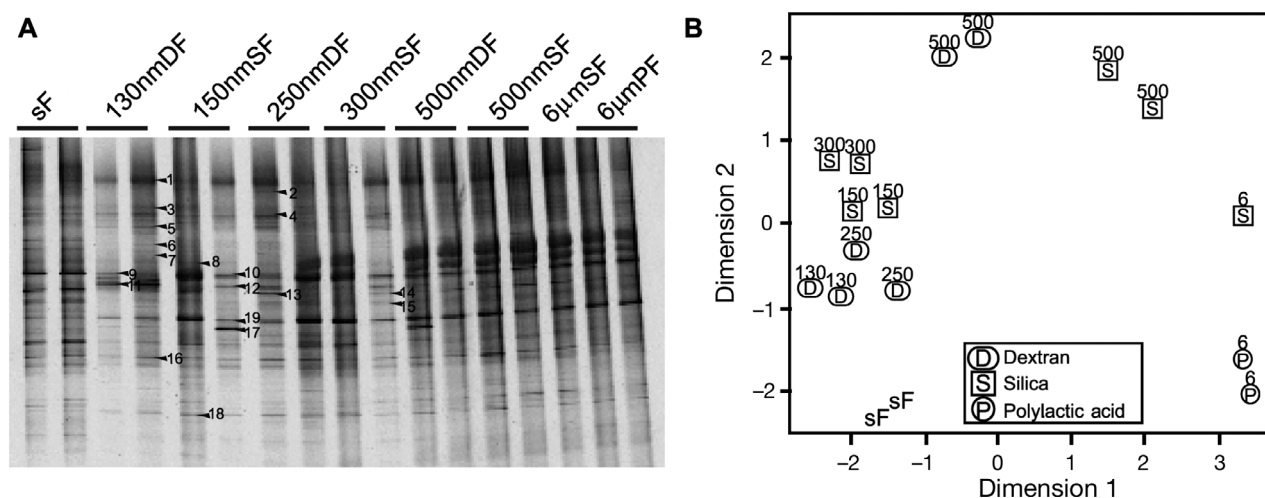 A
sF
130nmDF
150nmSF
250nmDF
300nmSF
500nmDF
500nmSF
6µmSF
6µmPF
1
2
3
4
5
6
7
8
9
10
11
12
13
14
15
19
17
16
18
B
Dimension 2
2
1
0
−1
−2
500
D
500
D
500
S
500
S
300
S
300
S
150
S
150
S
250
D
250
D
130
D
130
D
6
S
6
P
6
P
sF
sF
D Dextran
S Silica
P Polylactic acid
−2 −1 0 1 2 3
Dimension 1